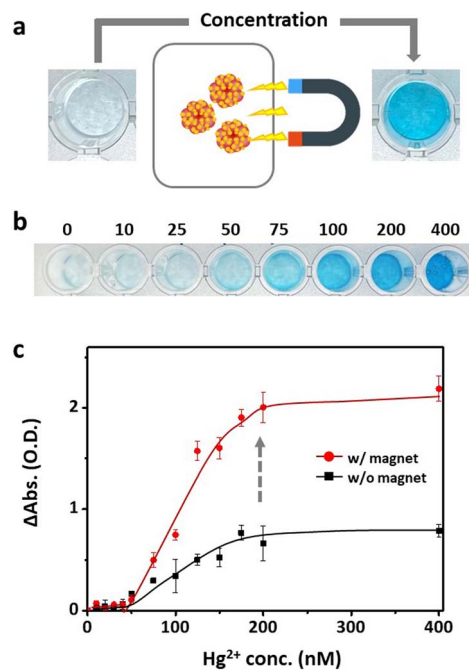 a
Concentration
b
0 10 25 50 75 100 200 400
c
ΔAbs. (O.D.)
2
1
0
w/ magnet
w/o magnet
0 100 200 300 400
Hg²⁺ conc. (nM)